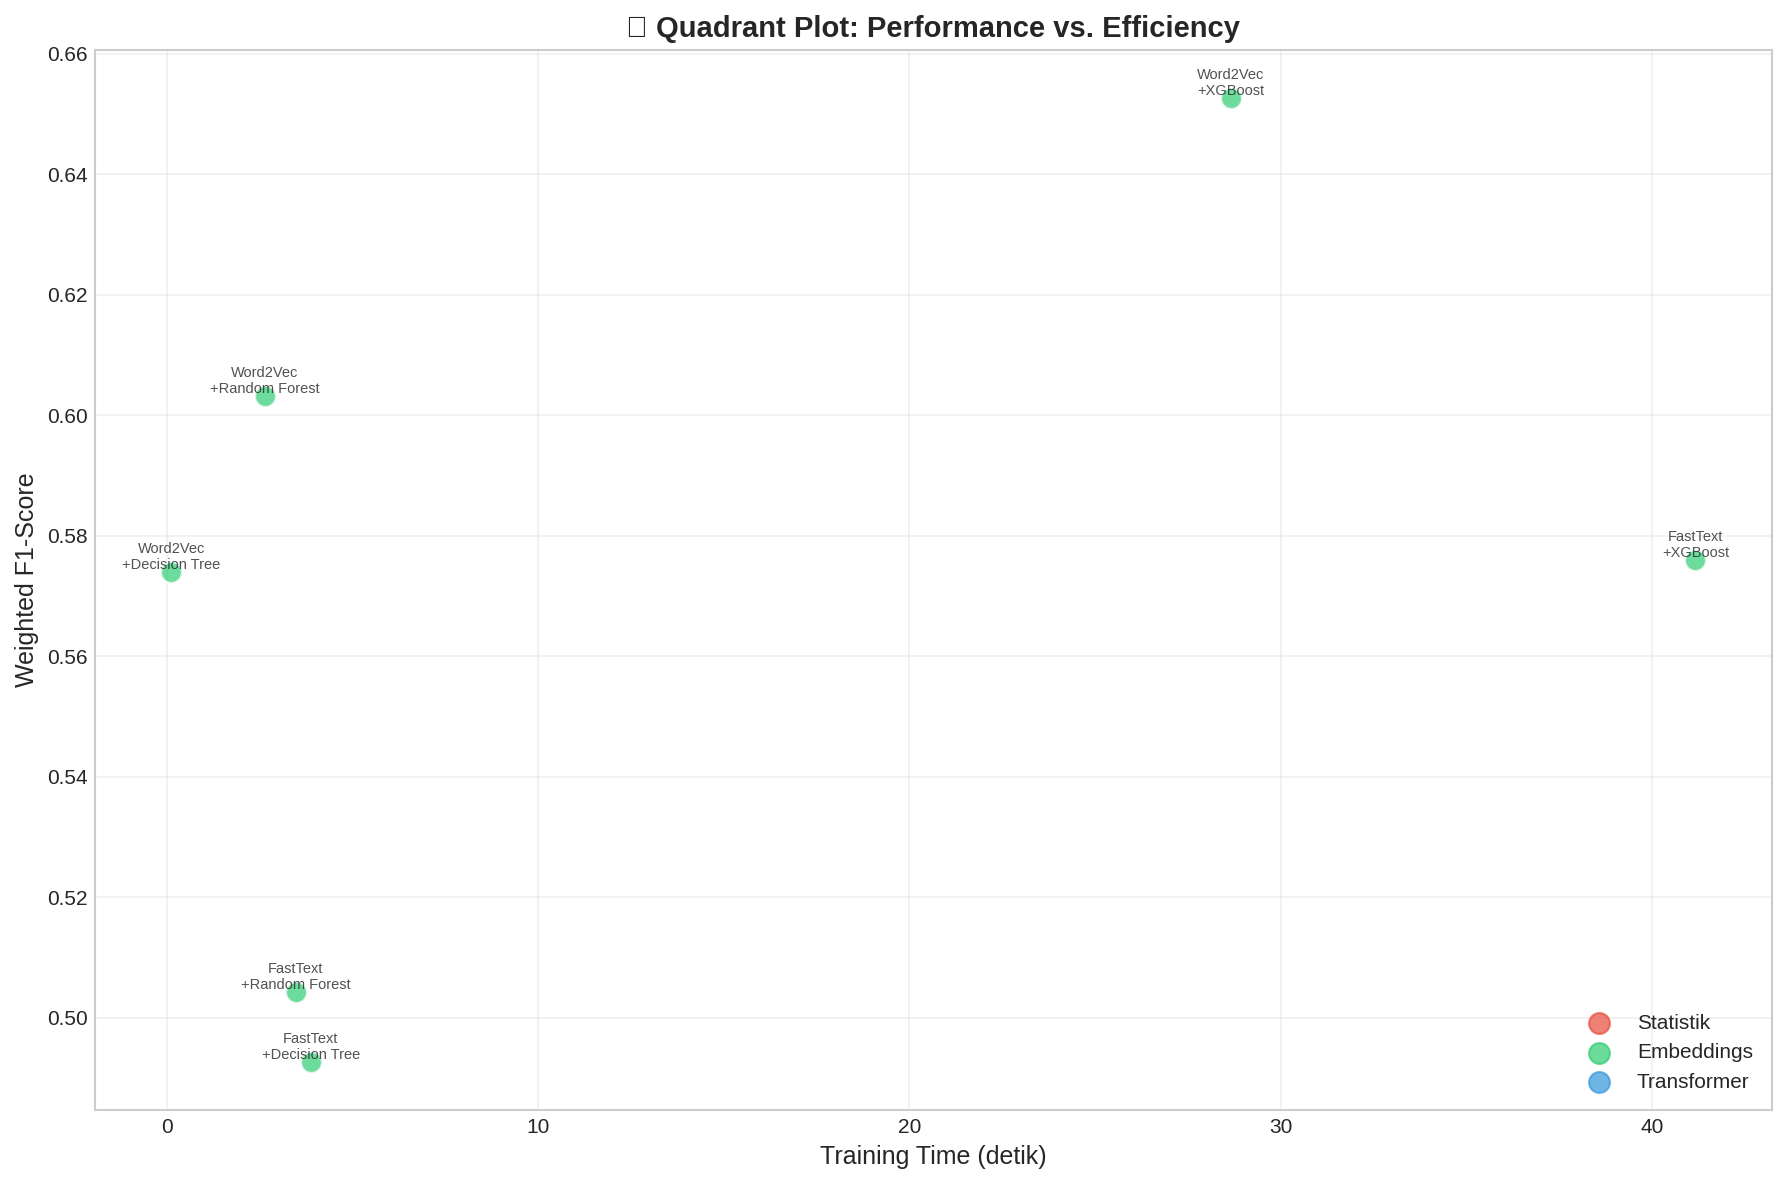 Quadrant Plot: Performance vs. Efficiency
Weighted F1-Score
0.66
0.64
0.62
0.60
0.58
0.56
0.54
0.52
0.50
Word2Vec
+XGBoost
Word2Vec
+Random Forest
Word2Vec
+Decision Tree
FastText
+XGBoost
FastText
+Random Forest
FastText
+Decision Tree
Statistik
Embeddings
Transformer
0
10
20
30
40
Training Time (detik)